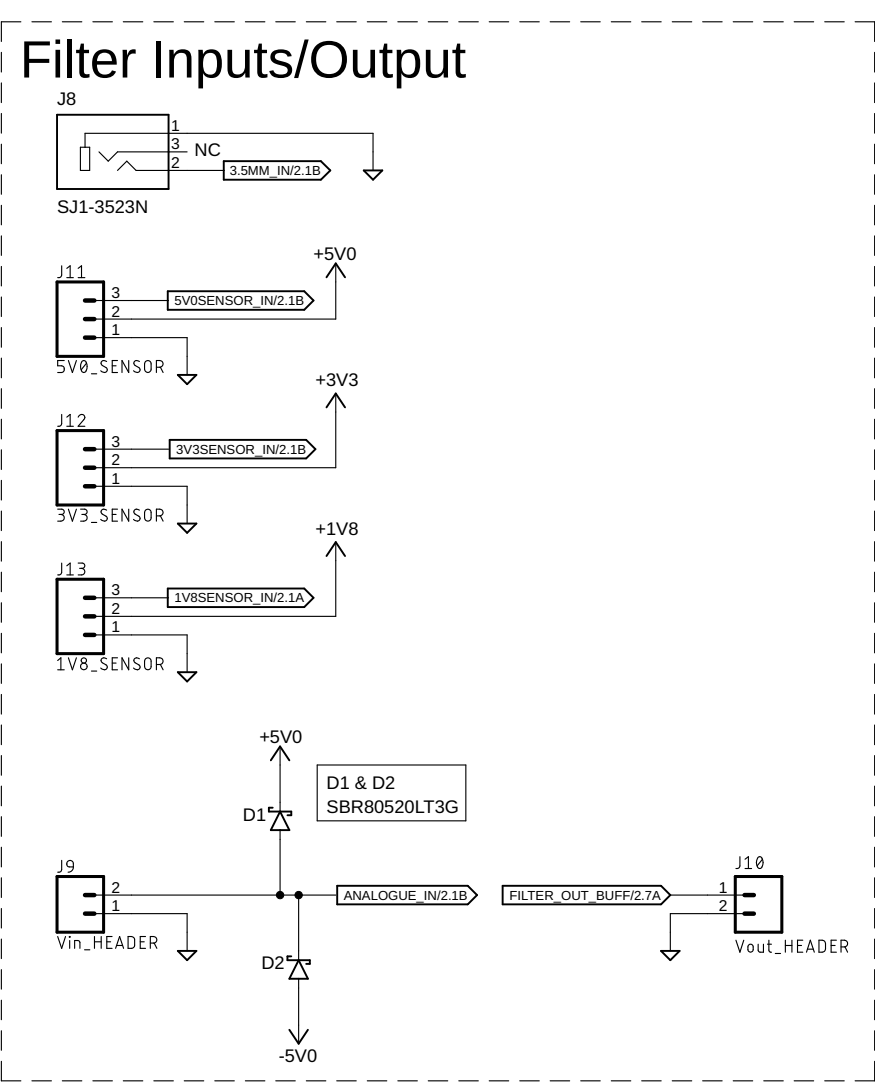 Filter Inputs/Output
J8
1
3
NC
2
3.5MM_IN/2.1B
SJ1-3523N
+5V0
J11
3
5V0SENSOR_IN/2.1B
2
1
5V0_SENSOR
+3V3
J12
3
3V3SENSOR_IN/2.1B
2
1
3V3_SENSOR
+1V8
J13
3
1V8SENSOR_IN/2.1A
2
1
1V8_SENSOR
+5V0
D1 & D2
SBR80520LT3G
D1
J9
2
ANALOGUE_IN/2.1B
1
Vin_HEADER
D2
-5V0
J10
FILTER_OUT_BUFF/2.7A
1
2
Vout_HEADER